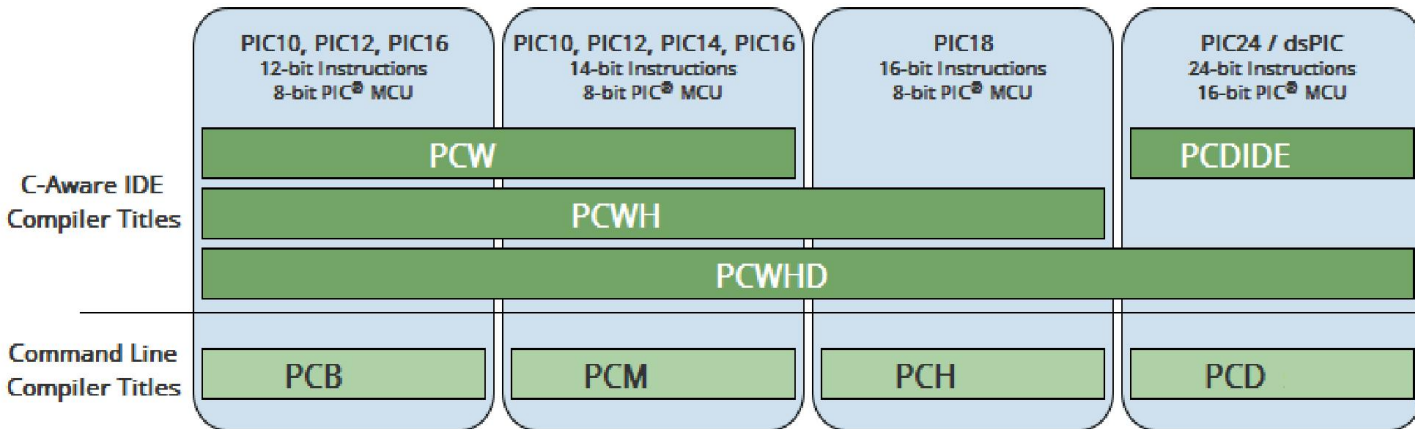 PIC10, PIC12, PIC16
12-bit Instructions
8-bit PIC® MCU
PIC10, PIC12, PIC14, PIC16
14-bit Instructions
8-bit PIC® MCU
PIC18
16-bit Instructions
8-bit PIC® MCU
PIC24 / dsPIC
24-bit Instructions
16-bit PIC® MCU
C-Aware IDE
Compiler Titles
PCW
PCDIDE
PCWH
PCWHD
Command Line
Compiler Titles
PCB
PCM
PCH
PCD